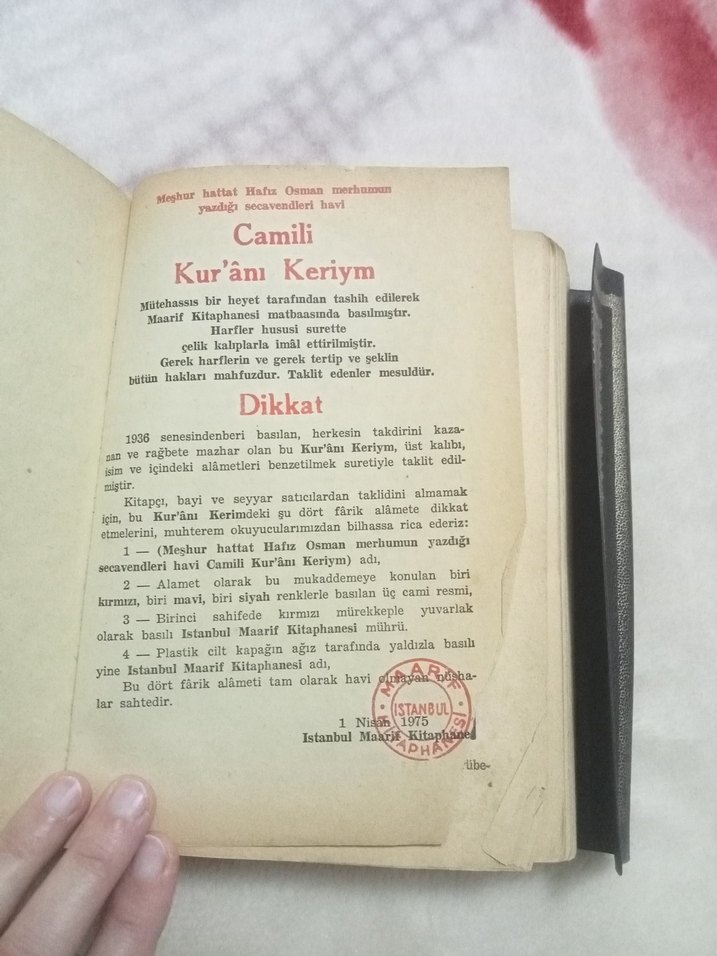 Meşhur hattat Hafız Osman merhumun
yazdığı secavendleri havi
Camili
Kur'ânı Keriym
Mütehassıs bir heyet tarafından tashih edilerek
Maarif Kitaphanesi matbaasında basılmıştır.
Harfler hususi surette
çelik kalıplarla imâl ettirilmiştir.
Gerek harflerin ve gerek tertip ve şeklin
bütün hakları mahfuzdur. Taklit edenler mesuldür.
Dikkat
1936 senesindenberi basılan, herkesin takdirini kaza-
nan ve rağbete mazhar olan bu Kur'ânı Keriym, üst kalıbı,
isim ve içindeki alâmetleri benzetilmek suretiyle taklit edil-
miştir.
Kitapçı, bayi ve seyyar satıcılardan taklidini almamak
için, bu Kur'ânı Kerimdeki şu dört fârik alâmete dikkat
etmelerini, muhterem okuyucularımızdan bilhassa rica ederiz:
1 — (Meşhur hattat Hafız Osman merhumun yazdığı
secavendleri havi Camili Kur'ânı Keriym) adı,
2 — Alamet olarak bu mukaddemeye konulan biri
kırmızı, biri mavi, biri siyah renklerle basılan üç cami resmi,
3 — Birinci sahifede kırmızı mürekkeple yuvarlak
olarak basılı Istanbul Maarif Kitaphanesi mührü.
4 — Plastik cilt kapağın ağız tarafında yaldızla basılı
yine Istanbul Maarif Kitaphanesi adı,
Bu dört fârik alâmeti tam olarak havi olmayan nüsha-
lar sahtedir.
1 Nisan 1975
Istanbul Maarif Kitaphanesi
MAARİF
İSTANBUL
KİTAPHANESİ
übe-